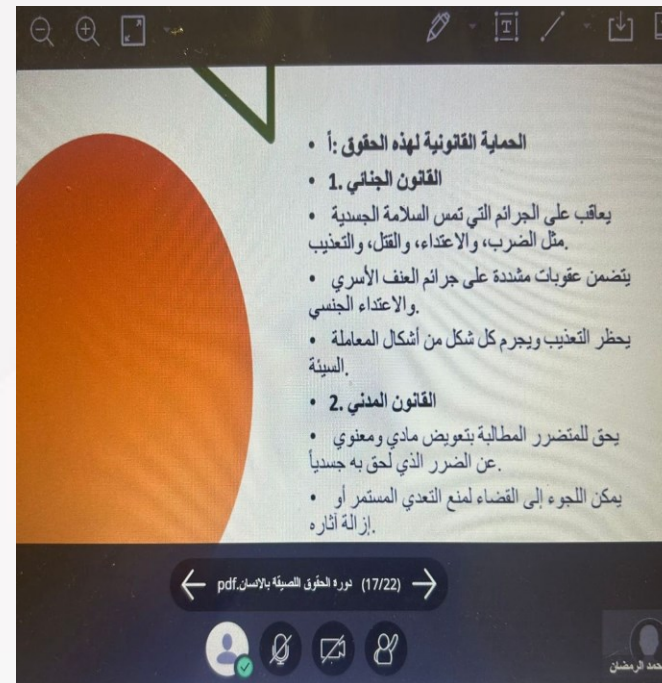 الحماية القانونية لهذه الحقوق :أ •
القانون الجنائي .1 •
يعاقب على الجرائم التي تمس السلامة الجسدية •
.مثل الضرب، والاعتداء، والقتل، والتعذيب
يتضمن عقوبات مشددة على جرائم العنف الأسري •
.والاعتداء الجنسي
يحظر التعذيب ويجرم كل شكل من أشكال المعاملة •
.السيئة
القانون المدني .2 •
يحق للمتضرر المطالبة بتعويض مادي ومعنوي •
.عن الضرر الذي لحق به جسدياً
يمكن اللجوء إلى القضاء لمنع التعدي المستمر أو •
.إزالة آثاره
دورة الحقوق اللصيقة بالانسان.pdf (17/22)
حمد الرمضان